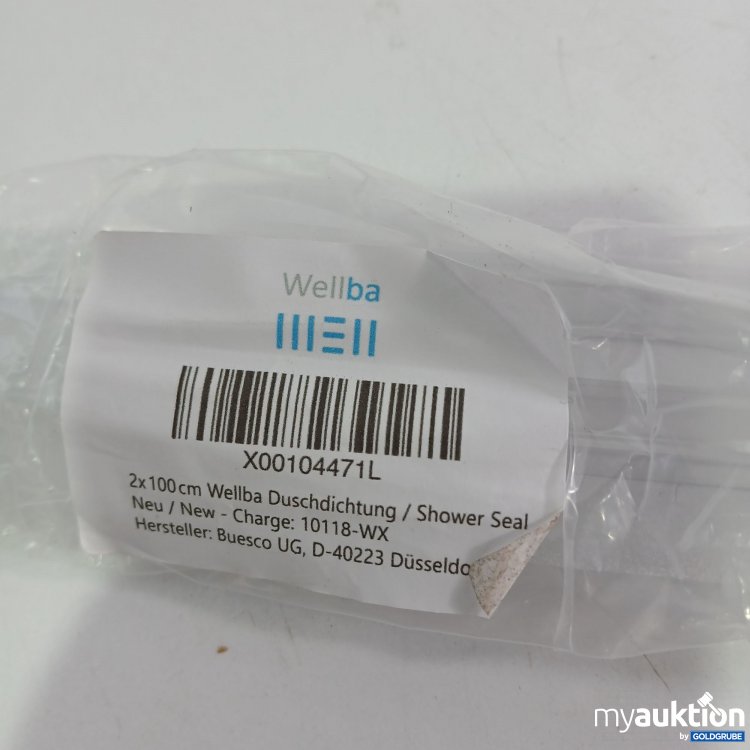 Wellba
X00104471L
2x100cm Wellba Duschdichtung / Shower Seal
Neu / New - Charge: 10118-WX
Hersteller: Buesco UG, D-40223 Düsseldo
myauktion
by GOLDGRUBE